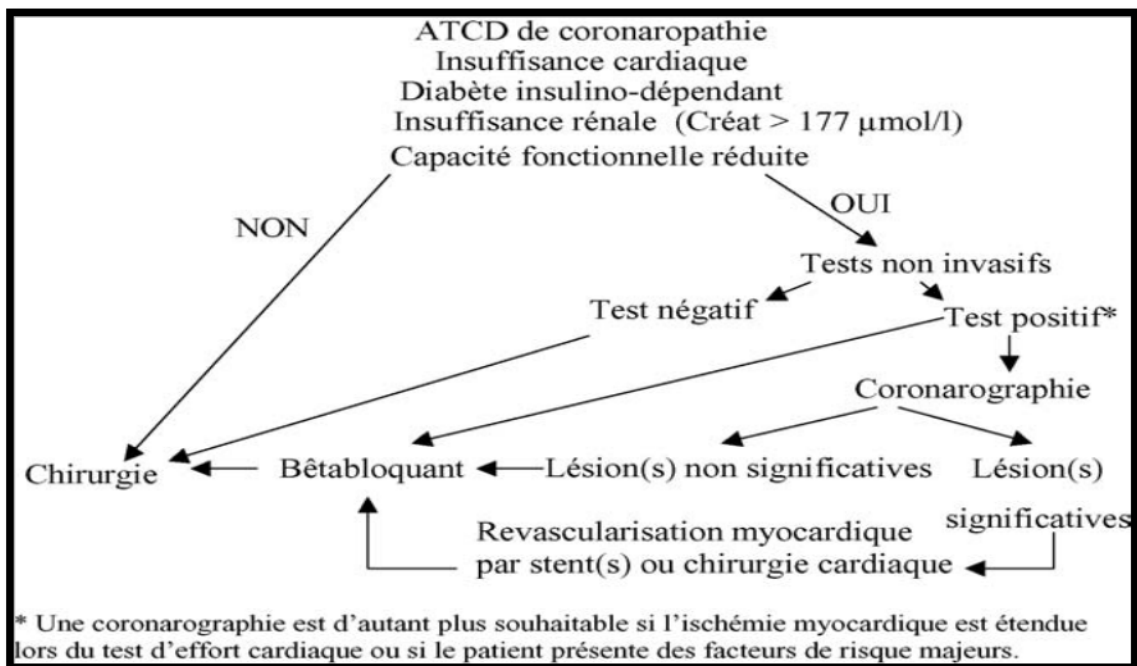 ATCD de coronaropathie
Insuffisance cardiaque
Diabète insulino-dépendant
Insuffisance rénale (Créat > 177 µmol/l)
Capacité fonctionnelle réduite
NON
OUI
Tests non invasifs
Test négatif
Test positif*
Coronarographie
Chirurgie
Bêtabloquant
Lésion(s) non significatives
Lésion(s)
significatives
Revascularisation myocardique
par stent(s) ou chirurgie cardiaque
* Une coronarographie est d'autant plus souhaitable si l'ischémie myocardique est étendue
lors du test d'effort cardiaque ou si le patient présente des facteurs de risque majeurs.